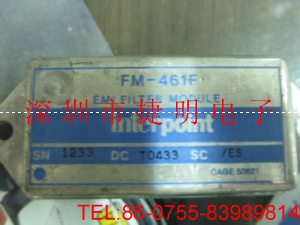 FM-461F
EMI FILTER MODULE
深圳市捷明电子
interpoint
SN 1233 DC T0433 SC /ES
CAGE 50821
TEL:86-0755-83989814